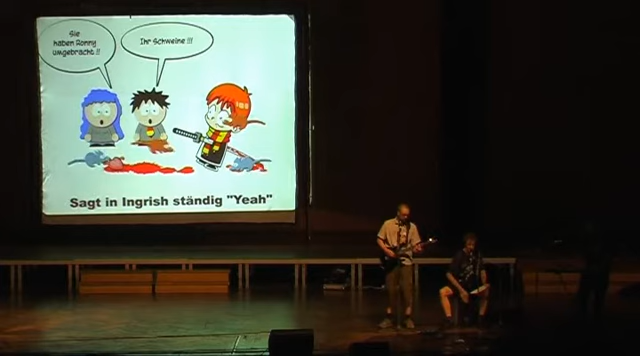 Sie
haben Ronny
umgebracht!!
Ihr Schweine!!!
Sagt in Ingrish ständig "Yeah"